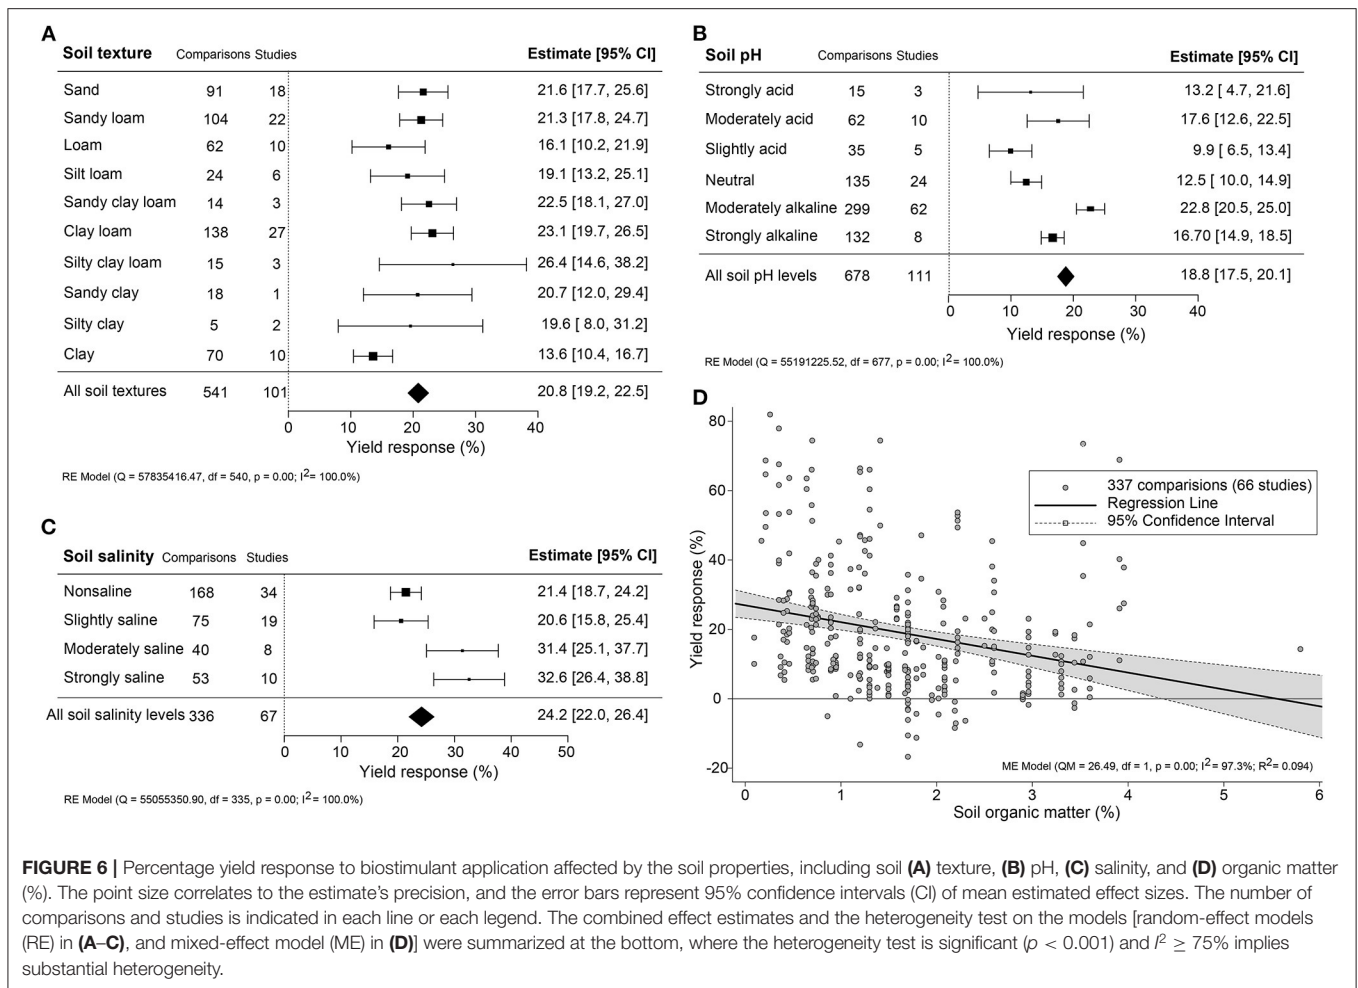 A
Soil texture Comparisons Studies Estimate [95% CI]
Sand 91 18 21.6 [17.7, 25.6]
Sandy loam 104 22 21.3 [17.8, 24.7]
Loam 62 10 16.1 [10.2, 21.9]
Silt loam 24 6 19.1 [13.2, 25.1]
Sandy clay loam 14 3 22.5 [18.1, 27.0]
Clay loam 138 27 23.1 [19.7, 26.5]
Silty clay loam 15 3 26.4 [14.6, 38.2]
Sandy clay 18 1 20.7 [12.0, 29.4]
Silty clay 5 2 19.6 [ 8.0, 31.2]
Clay 70 10 13.6 [10.4, 16.7]
All soil textures 541 101 20.8 [19.2, 22.5]
0 10 20 30 40
Yield response (%)
RE Model (Q = 57835416.47, df = 540, p = 0.00; I2= 100.0%)
B
Soil pH Comparisons Studies Estimate [95% CI]
Strongly acid 15 3 13.2 [ 4.7, 21.6]
Moderately acid 62 10 17.6 [12.6, 22.5]
Slightly acid 35 5 9.9 [ 6.5, 13.4]
Neutral 135 24 12.5 [ 10.0, 14.9]
Moderately alkaline 299 62 22.8 [20.5, 25.0]
Strongly alkaline 132 8 16.70 [14.9, 18.5]
All soil pH levels 678 111 18.8 [17.5, 20.1]
0 10 20 30 40
Yield response (%)
RE Model (Q = 55191225.52, df = 677, p = 0.00; I2= 100.0%)
C
Soil salinity Comparisons Studies Estimate [95% CI]
Nonsaline 168 34 21.4 [18.7, 24.2]
Slightly saline 75 19 20.6 [15.8, 25.4]
Moderately saline 40 8 31.4 [25.1, 37.7]
Strongly saline 53 10 32.6 [26.4, 38.8]
All soil salinity levels 336 67 24.2 [22.0, 26.4]
0 10 20 30 40 50
Yield response (%)
RE Model (Q = 55055350.90, df = 335, p = 0.00; I2= 100.0%)
D
80
60
40
20
0
-20
Yield response (%)
337 comparisions (66 studies)
Regression Line
95% Confidence Interval
ME Model (QM = 26.49, df = 1, p = 0.00; I2= 97.3%; R2= 0.094)
0 1 2 3 4 5 6
Soil organic matter (%)
FIGURE 6 | Percentage yield response to biostimulant application affected by the soil properties, including soil (A) texture, (B) pH, (C) salinity, and (D) organic matter
(%). The point size correlates to the estimate's precision, and the error bars represent 95% confidence intervals (CI) of mean estimated effect sizes. The number of
comparisons and studies is indicated in each line or each legend. The combined effect estimates and the heterogeneity test on the models [random-effect models
(RE) in (A–C), and mixed-effect model (ME) in (D)] were summarized at the bottom, where the heterogeneity test is significant (p < 0.001) and I2 ≥ 75% implies
substantial heterogeneity.